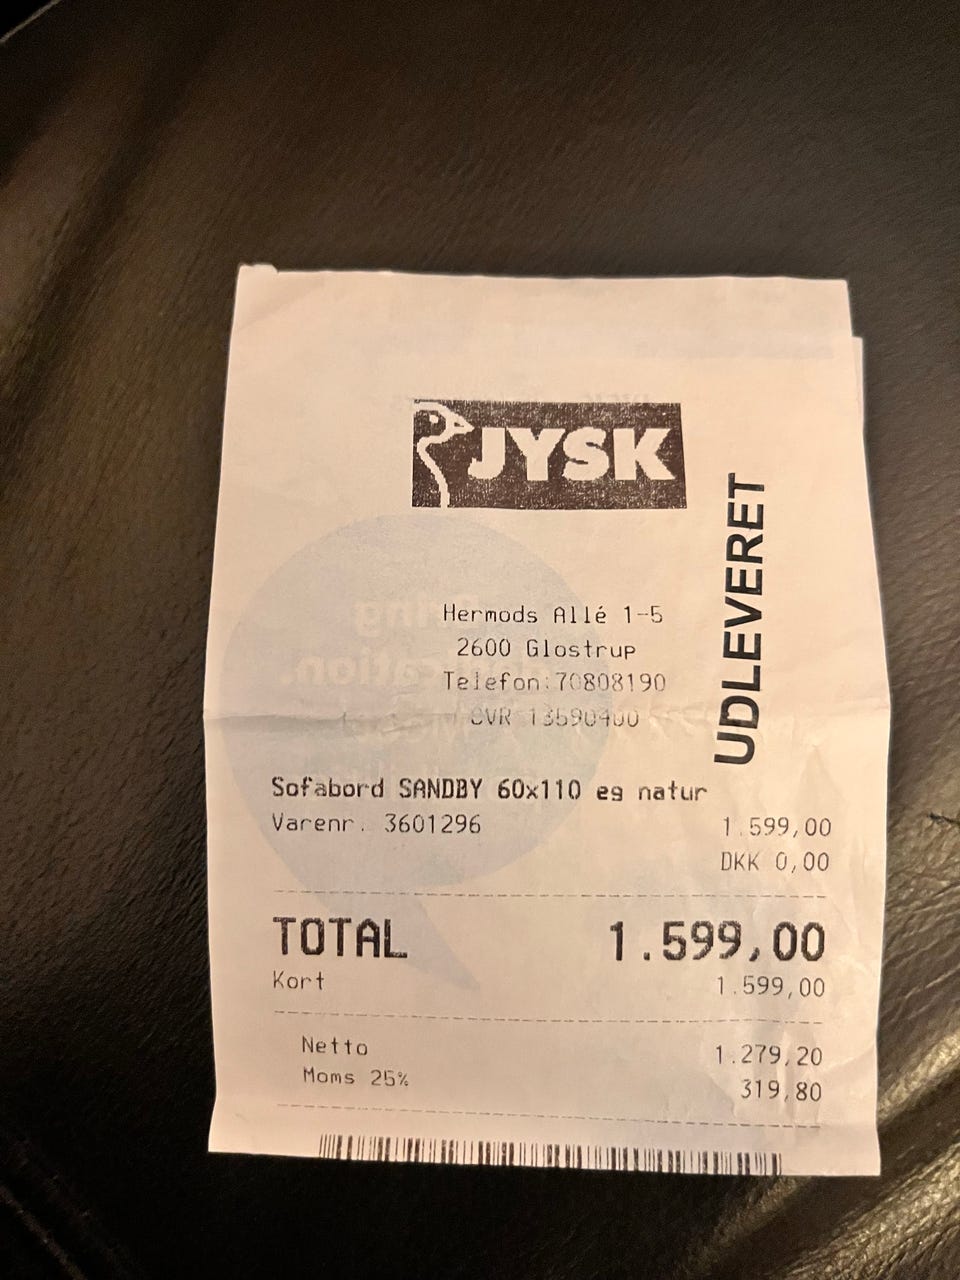 JYSK
UDLEVERET
Hermods Allé 1-5
2600 Glostrup
Telefon:70808190
CVR 13590400
Sofabord SANDBY 60x110 eg natur
Varenr. 3601296 1.599,00
DKK 0,00
TOTAL 1.599,00
Kort 1.599,00
Netto 1.279,20
Moms 25% 319,80